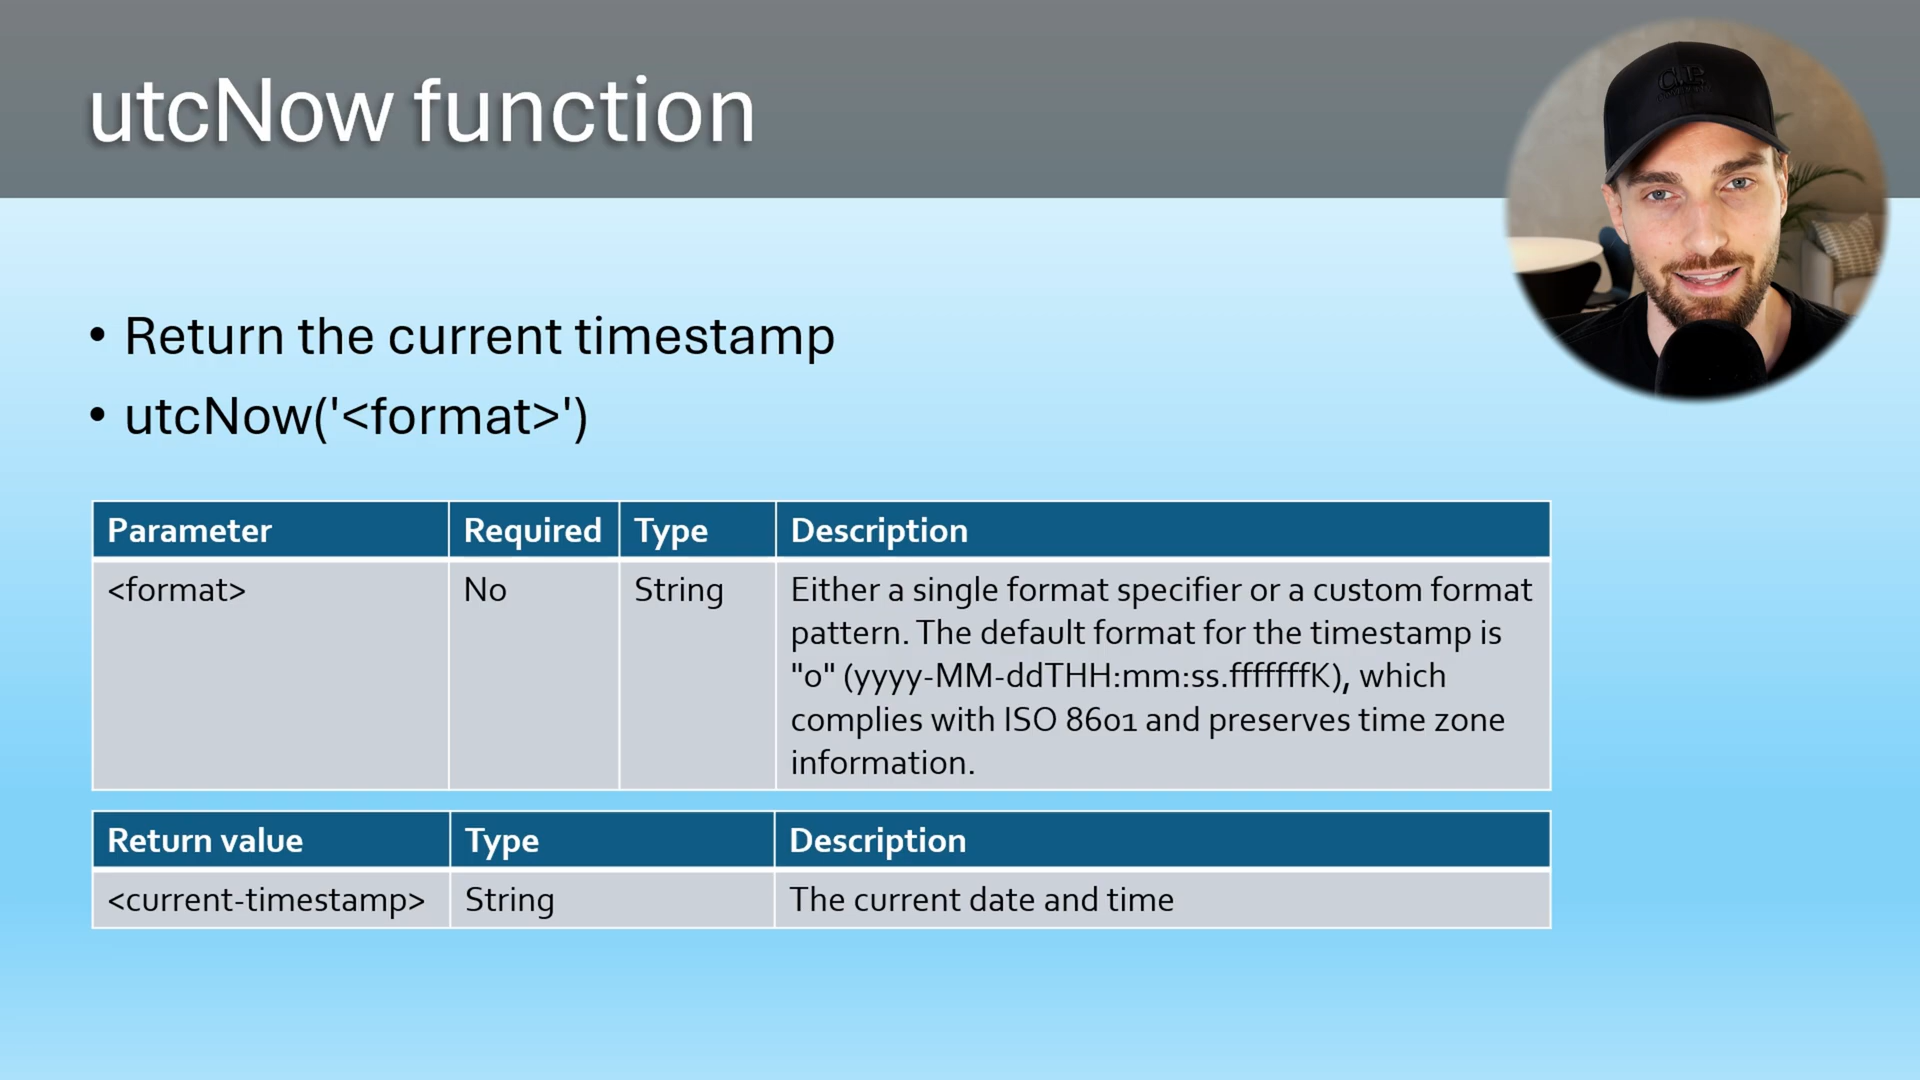 utcNow function
• Return the current timestamp
• utcNow('<format>')
Parameter Required Type Description
<format> No String Either a single format specifier or a custom format
pattern. The default format for the timestamp is
"o" (yyyy-MM-ddTHH:mm:ss.fffffffK), which
complies with ISO 8601 and preserves time zone
information.
Return value Type Description
<current-timestamp> String The current date and time